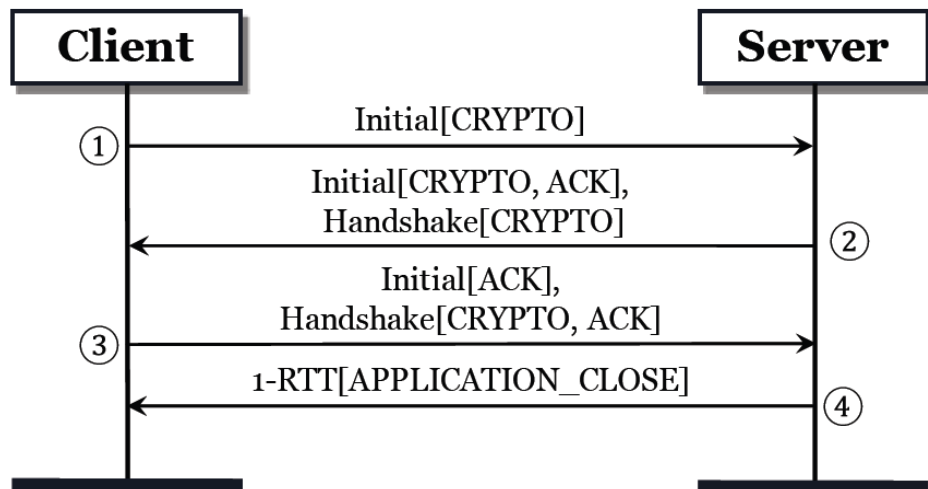 Client Server
① Initial[CRYPTO]
Initial[CRYPTO, ACK],
Handshake[CRYPTO] ②
Initial[ACK],
③ Handshake[CRYPTO, ACK]
1-RTT[APPLICATION_CLOSE] ④